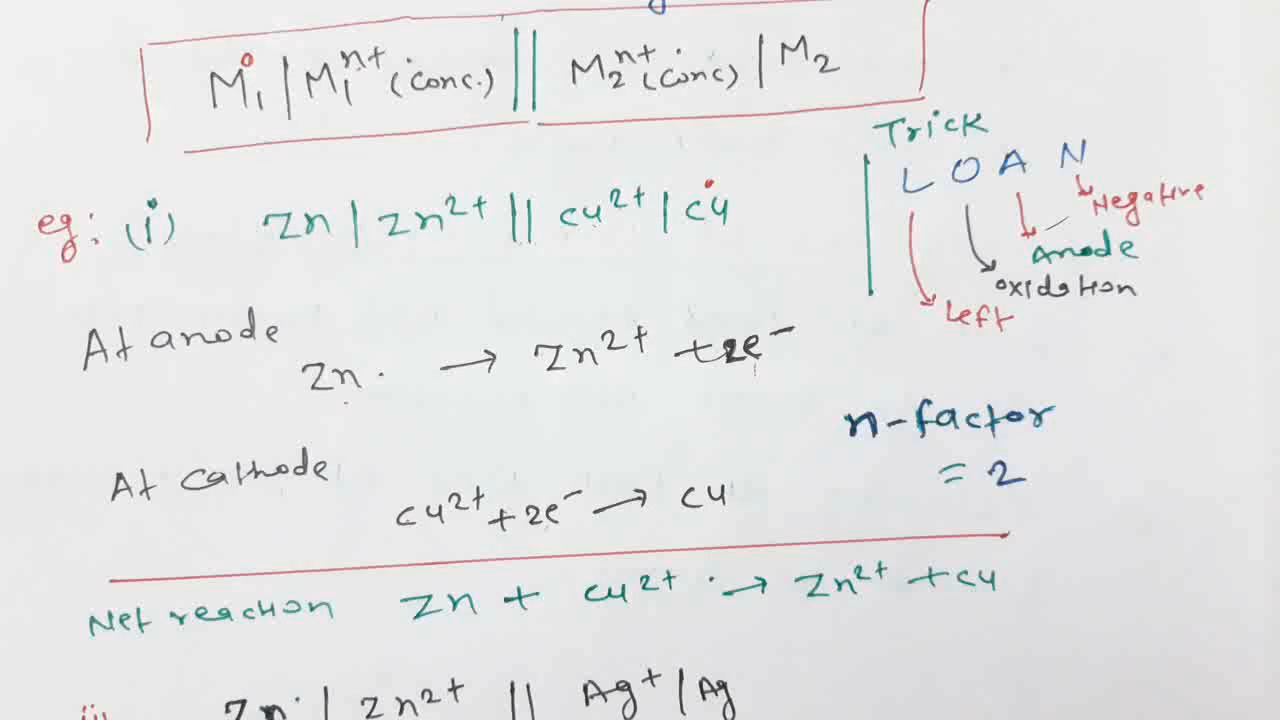 M₁ | M₁ⁿ⁺ (conc.) || M₂ⁿ⁺ (conc) | M₂
Trick
L O A N
Negative
Anode
oxidation
Left
eg: (i) Zn | Zn²⁺ || Cu²⁺ | Cu
At anode
Zn → Zn²⁺ + 2e⁻
n-factor
= 2
At Cathode
Cu²⁺ + 2e⁻ → Cu
Net reaction Zn + Cu²⁺ → Zn²⁺ + Cu
Zn | Zn²⁺ || Ag⁺ | Ag